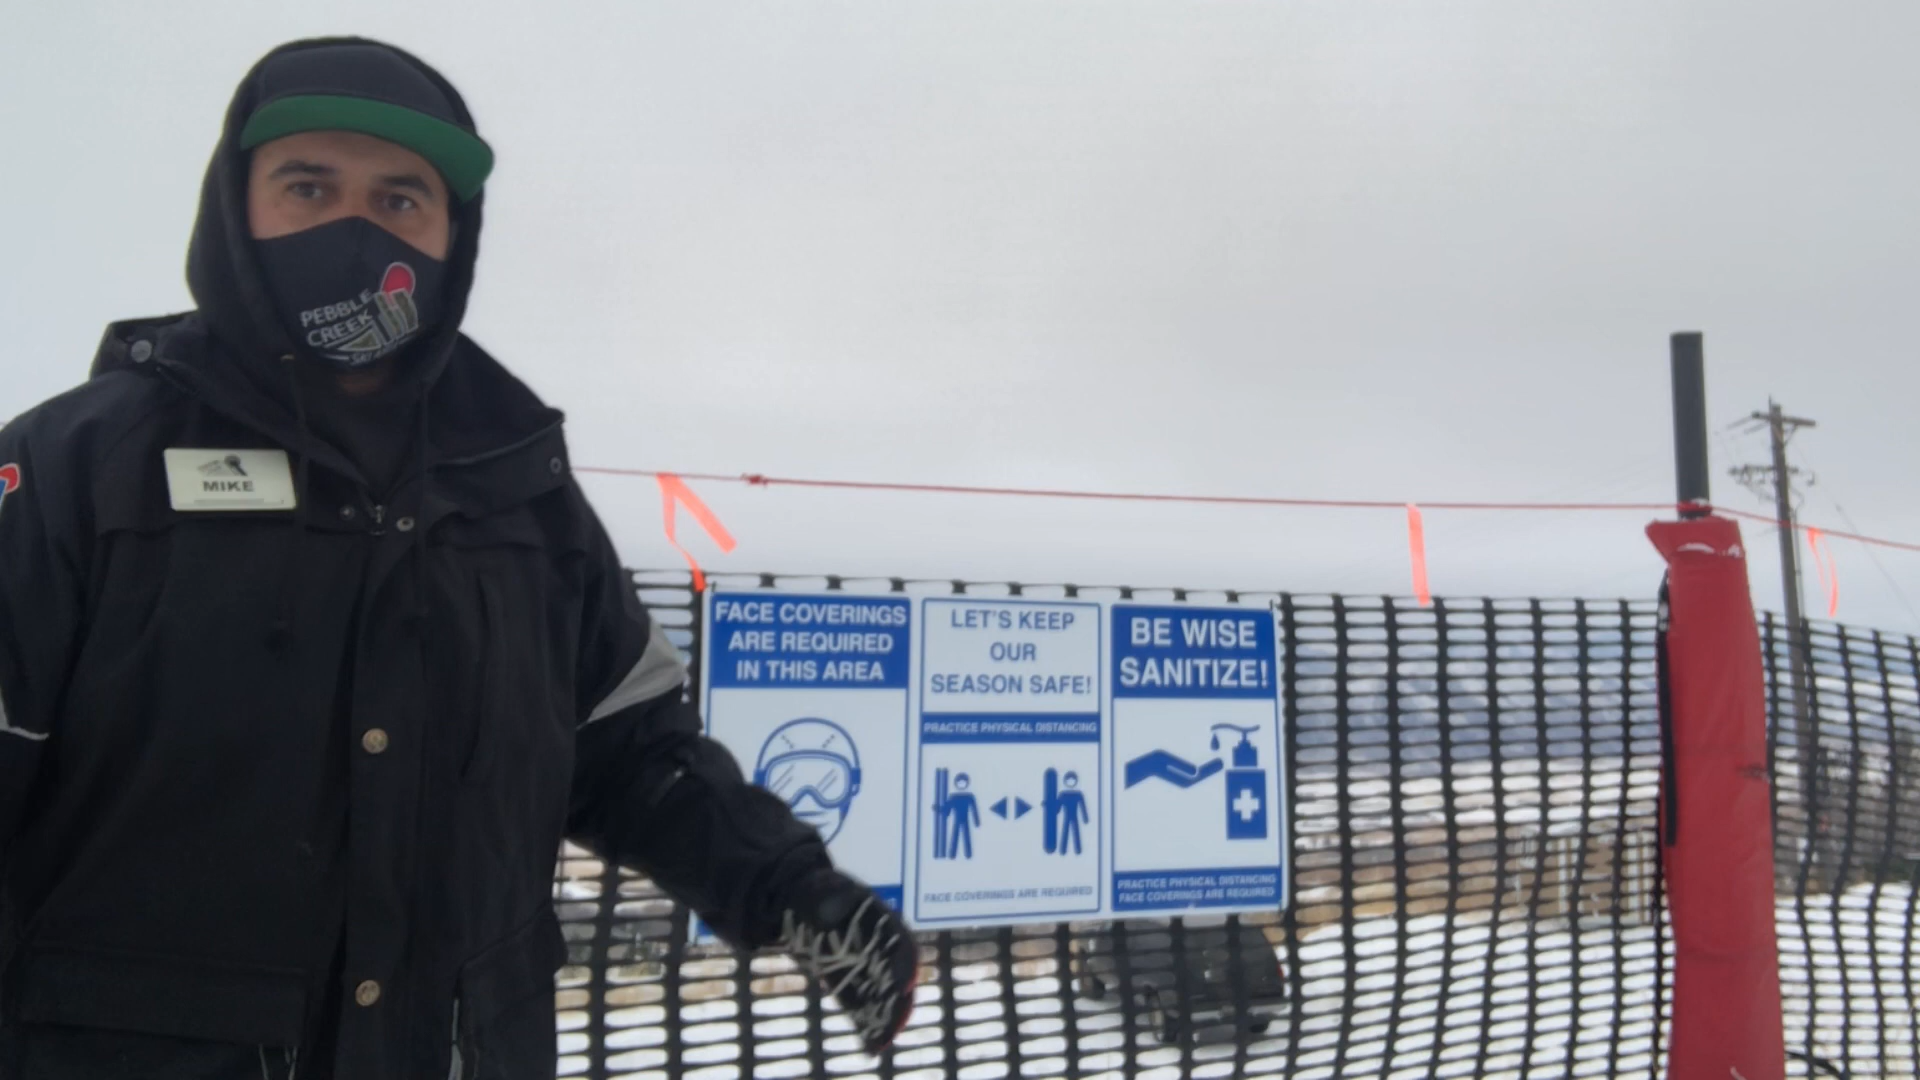 PEBBLE
CREEK
MIKE
FACE COVERINGS
ARE REQUIRED
IN THIS AREA
LET'S KEEP
OUR
SEASON SAFE!
PRACTICE PHYSICAL DISTANCING
FACE COVERINGS ARE REQUIRED
BE WISE
SANITIZE!
PRACTICE PHYSICAL DISTANCING
FACE COVERINGS ARE REQUIRED